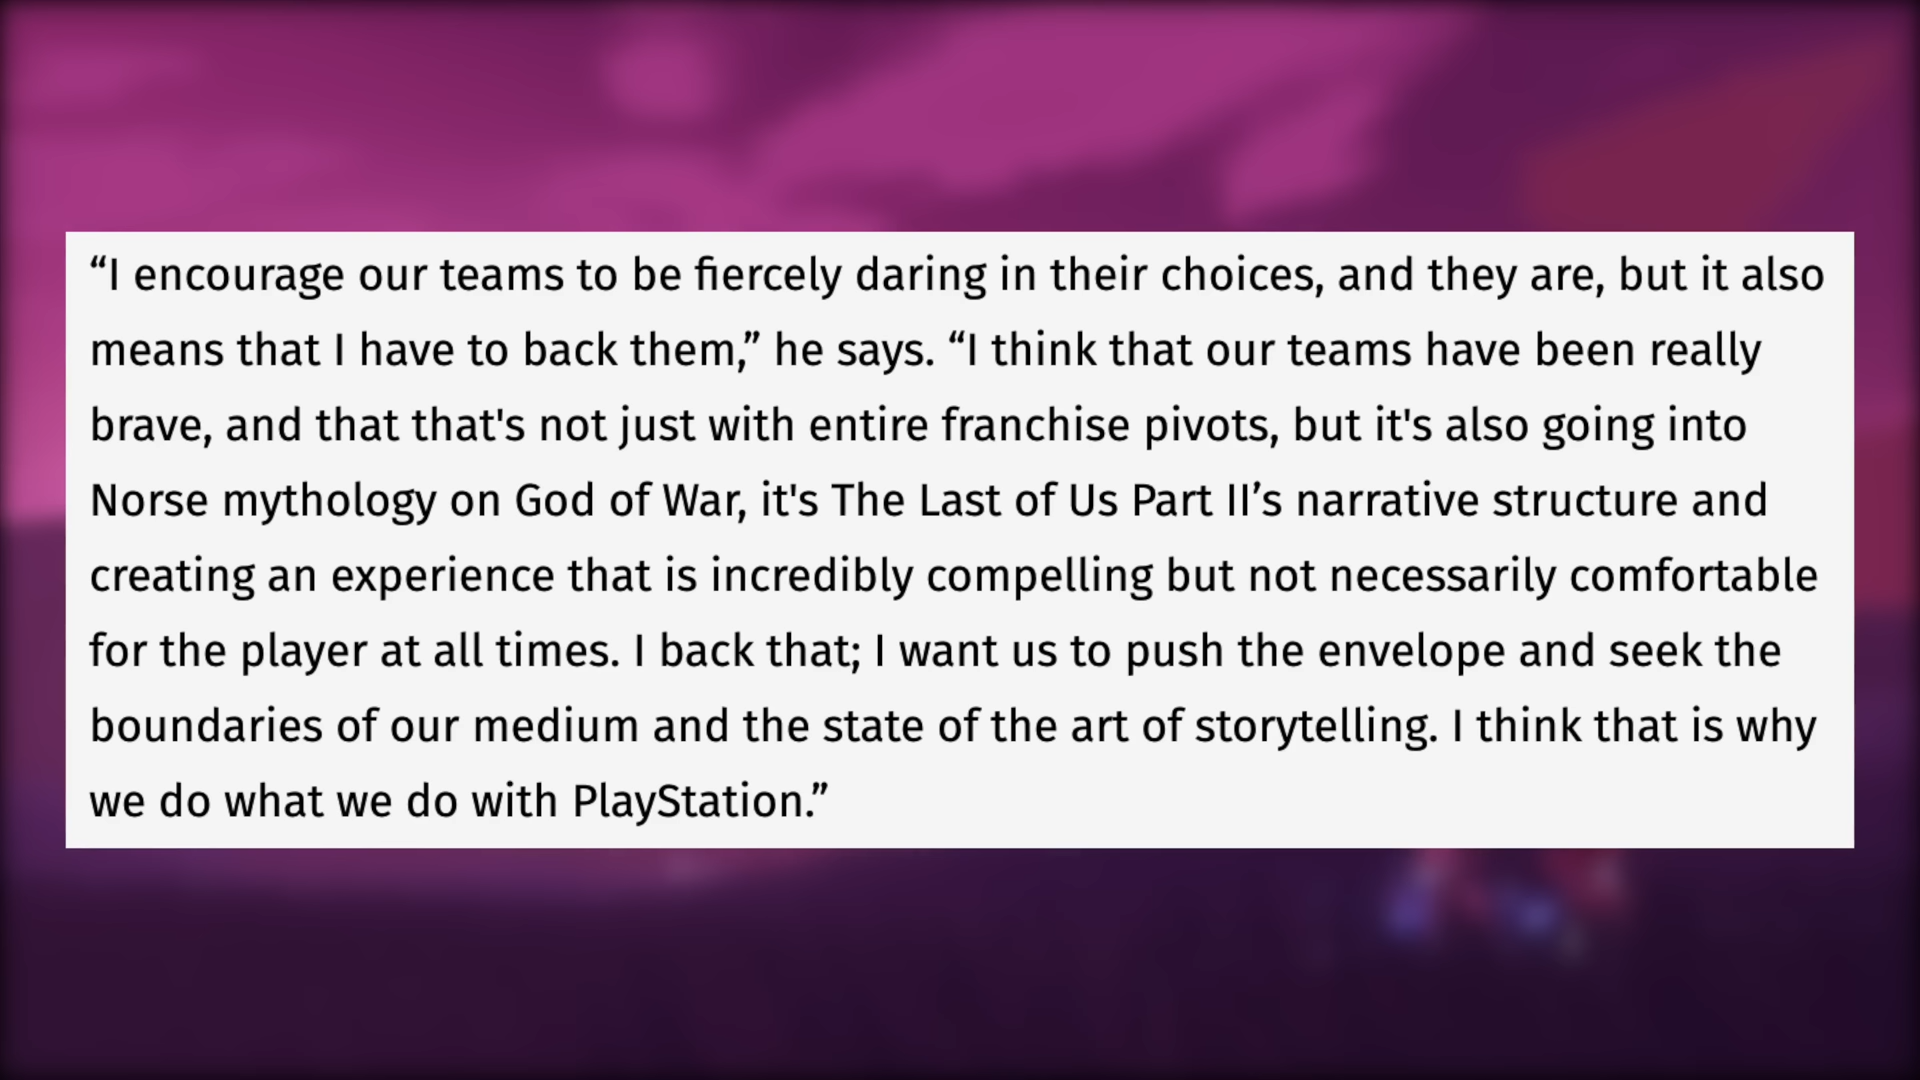 “I encourage our teams to be fiercely daring in their choices, and they are, but it also
means that I have to back them,” he says. “I think that our teams have been really
brave, and that that's not just with entire franchise pivots, but it's also going into
Norse mythology on God of War, it's The Last of Us Part II’s narrative structure and
creating an experience that is incredibly compelling but not necessarily comfortable
for the player at all times. I back that; I want us to push the envelope and seek the
boundaries of our medium and the state of the art of storytelling. I think that is why
we do what we do with PlayStation.”